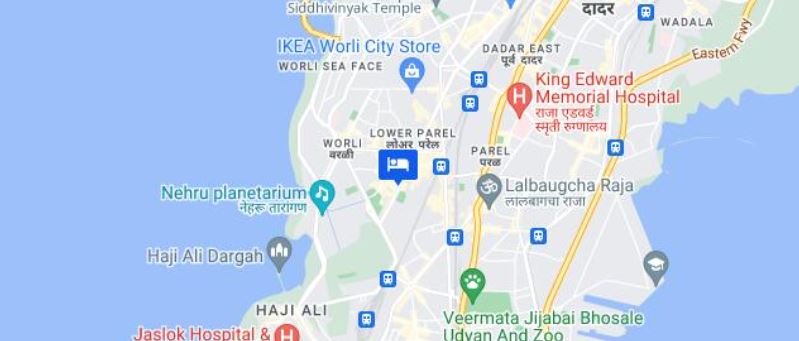 Siddhivinyak Temple
दादर
WADALA
IKEA Worli City Store
DADAR EAST
पूर्व दादर
Eastern Fwy
WORLI SEA FACE
King Edward
Memorial Hospital
राजा एडवर्ड
स्मृती रुग्णालय
LOWER PAREL
लोअर परेल
WORLI
वरळी
PAREL
परळ
Nehru planetarium
नेहरू तारांगण
Lalbaugcha Raja
लालबागचा राजा
Haji Ali Dargah
HAJI ALI
Veermata Jijabai Bhosale
Udyan And Zoo
Jaslok Hospital &